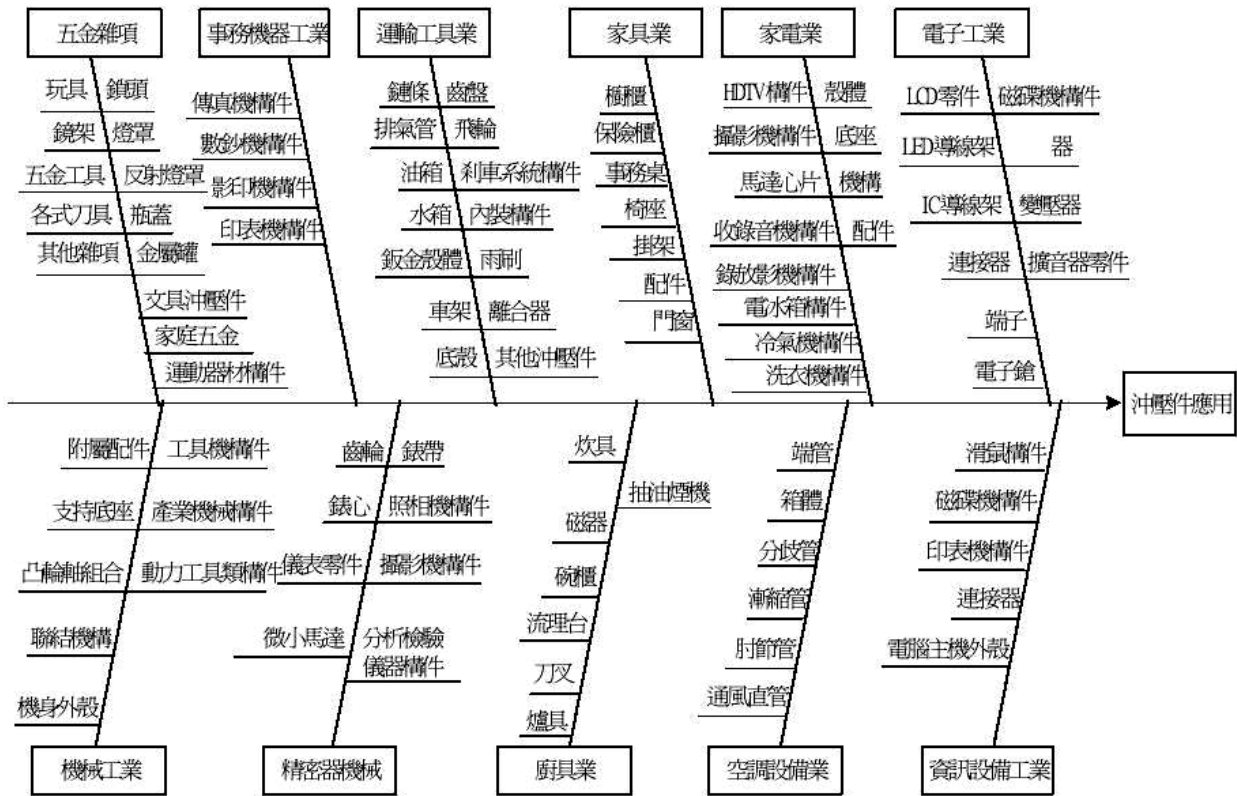 五金雜項
事務機器工業
運輸工具業
家具業
家電業
電子工業
玩具 鎖頭
鏡架 燈罩
五金工具 反射燈罩
各式刀具 瓶蓋
其他雜項 金屬罐
文具沖壓件
家庭五金
運動器材構件
傳真機構件
數鈔機構件
影印機構件
印表機構件
鏈條 齒盤
排氣管 飛輪
油箱 剎車系統構件
水箱 內裝構件
鈑金殼體 雨刷
車架 離合器
底殼 其他沖壓件
櫥櫃
保險櫃
事務桌
椅座
掛架
配件
門窗
HDTV構件 殼體
攝影機構件 底座
馬達心片 機構
收錄音機構件 配件
錄放影機構件
電冰箱構件
冷氣機構件
洗衣機構件
LCD零件 磁碟機構件
LED導線架 器
IC導線架 變壓器
連接器 擴音器零件
端子
電子鎗
沖壓件應用
附屬配件 工具機構件
支持底座 產業機械構件
凸輪軸組合 動力工具類構件
聯結機構
機身外殼
齒輪 錶帶
錶心 照相機構件
儀表零件 攝影機構件
微小馬達 分析檢驗
儀器構件
炊具
抽油煙機
磁器
碗櫃
流理台
刀叉
爐具
端管
箱體
分歧管
漸縮管
肘節管
通風直管
滑鼠構件
磁碟機構件
印表機構件
連接器
電腦主機外殼
機械工業
精密器機械
廚具業
空調設備業
資訊設備工業